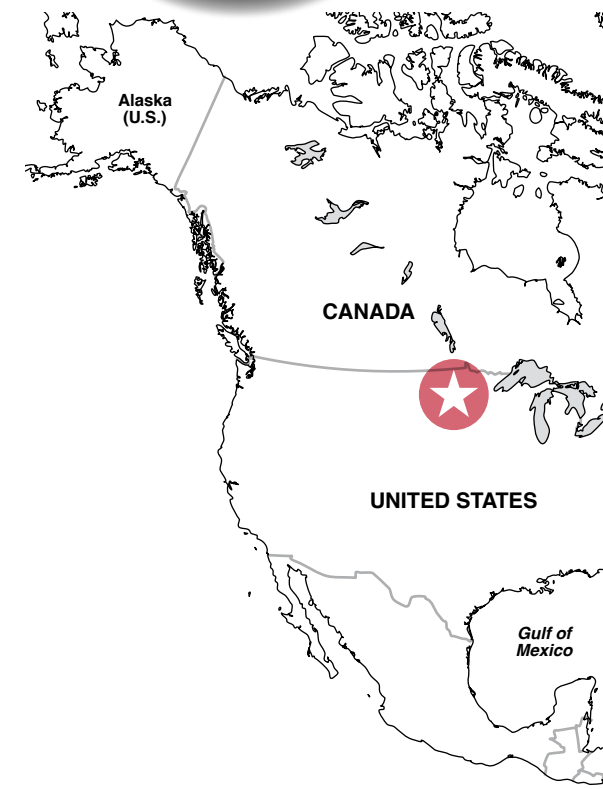 Alaska
(U.S.)
CANADA
UNITED STATES
Gulf of
Mexico